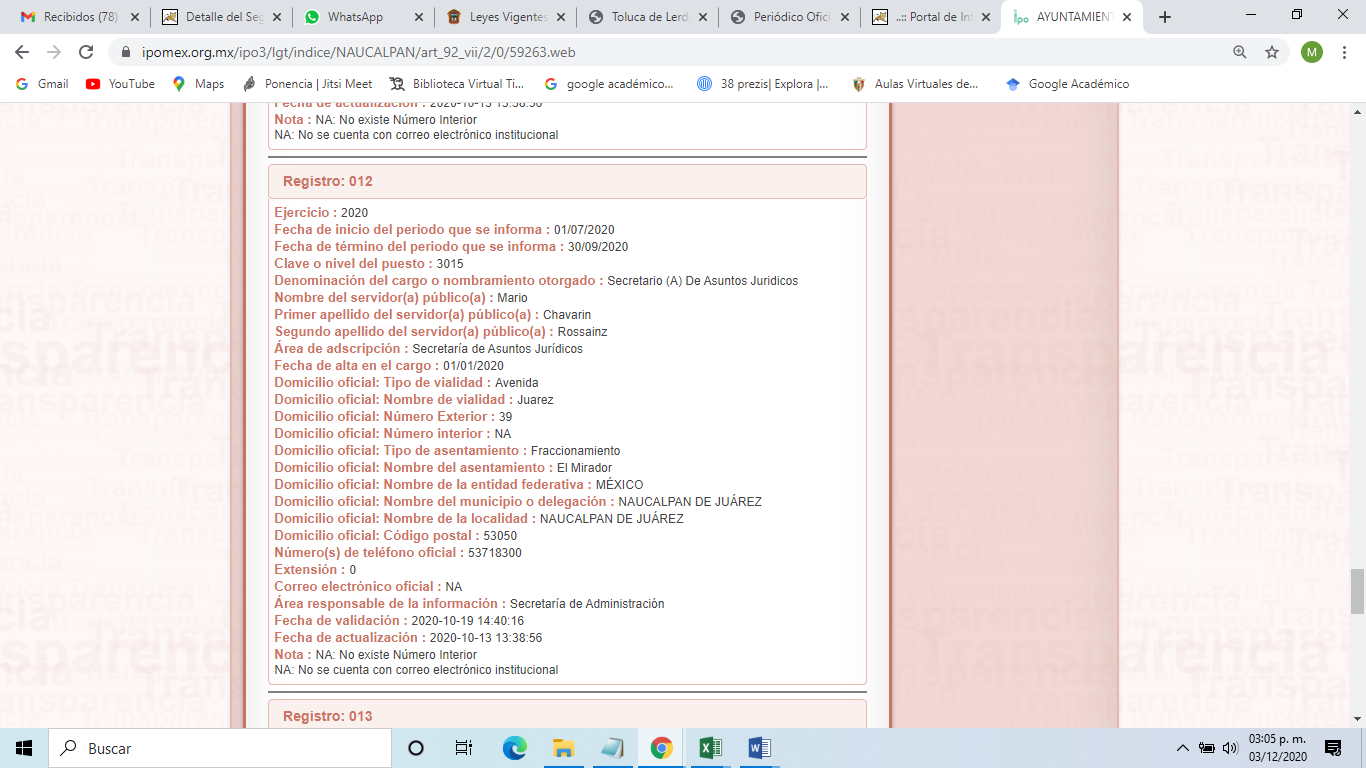 Recibidos (78)
Detalle del Seg
WhatsApp
Leyes Vigentes
Toluca de Lerd
Periódico Ofici
..:: Portal de Inf
AYUNTAMIENT
ipomex.org.mx/ipo3/lgt/indice/NAUCALPAN/art_92_vii/2/0/59263.web
M
Gmail
YouTube
Maps
Ponencia | Jitsi Meet
Biblioteca Virtual Ti...
google académico...
38 prezis| Explora |...
Aulas Virtuales de...
Google Académico
Fecha de actualización : 2020-10-13 13:38:56
Nota : NA: No existe Número Interior
NA: No se cuenta con correo electrónico institucional
Registro: 012
Ejercicio : 2020
Fecha de inicio del periodo que se informa : 01/07/2020
Fecha de término del periodo que se informa : 30/09/2020
Clave o nivel del puesto : 3015
Denominación del cargo o nombramiento otorgado : Secretario (A) De Asuntos Juridicos
Nombre del servidor(a) público(a) : Mario
Primer apellido del servidor(a) público(a) : Chavarin
Segundo apellido del servidor(a) público(a) : Rossainz
Área de adscripción : Secretaría de Asuntos Jurídicos
Fecha de alta en el cargo : 01/01/2020
Domicilio oficial: Tipo de vialidad : Avenida
Domicilio oficial: Nombre de vialidad : Juarez
Domicilio oficial: Número Exterior : 39
Domicilio oficial: Número interior : NA
Domicilio oficial: Tipo de asentamiento : Fraccionamiento
Domicilio oficial: Nombre del asentamiento : El Mirador
Domicilio oficial: Nombre de la entidad federativa : MÉXICO
Domicilio oficial: Nombre del municipio o delegación : NAUCALPAN DE JUÁREZ
Domicilio oficial: Nombre de la localidad : NAUCALPAN DE JUÁREZ
Domicilio oficial: Código postal : 53050
Número(s) de teléfono oficial : 53718300
Extensión : 0
Correo electrónico oficial : NA
Área responsable de la información : Secretaría de Administración
Fecha de validación : 2020-10-19 14:40:16
Fecha de actualización : 2020-10-13 13:38:56
Nota : NA: No existe Número Interior
NA: No se cuenta con correo electrónico institucional
Registro: 013
Buscar
03:05 p. m.
03/12/2020